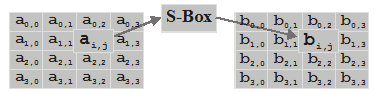 a0,0 a0,1 a0,2 a0,3 S-Box b0,0 b0,1 b0,2 b0,3
a1,0 a1,1 ai,j a1,3 b1,0 b1,1 bi,j b1,3
a2,0 a2,1 a2,2 a2,3 b2,0 b2,1 b2,2 b2,3
a3,0 a3,1 a3,2 a3,3 b3,0 b3,1 b3,2 b3,3